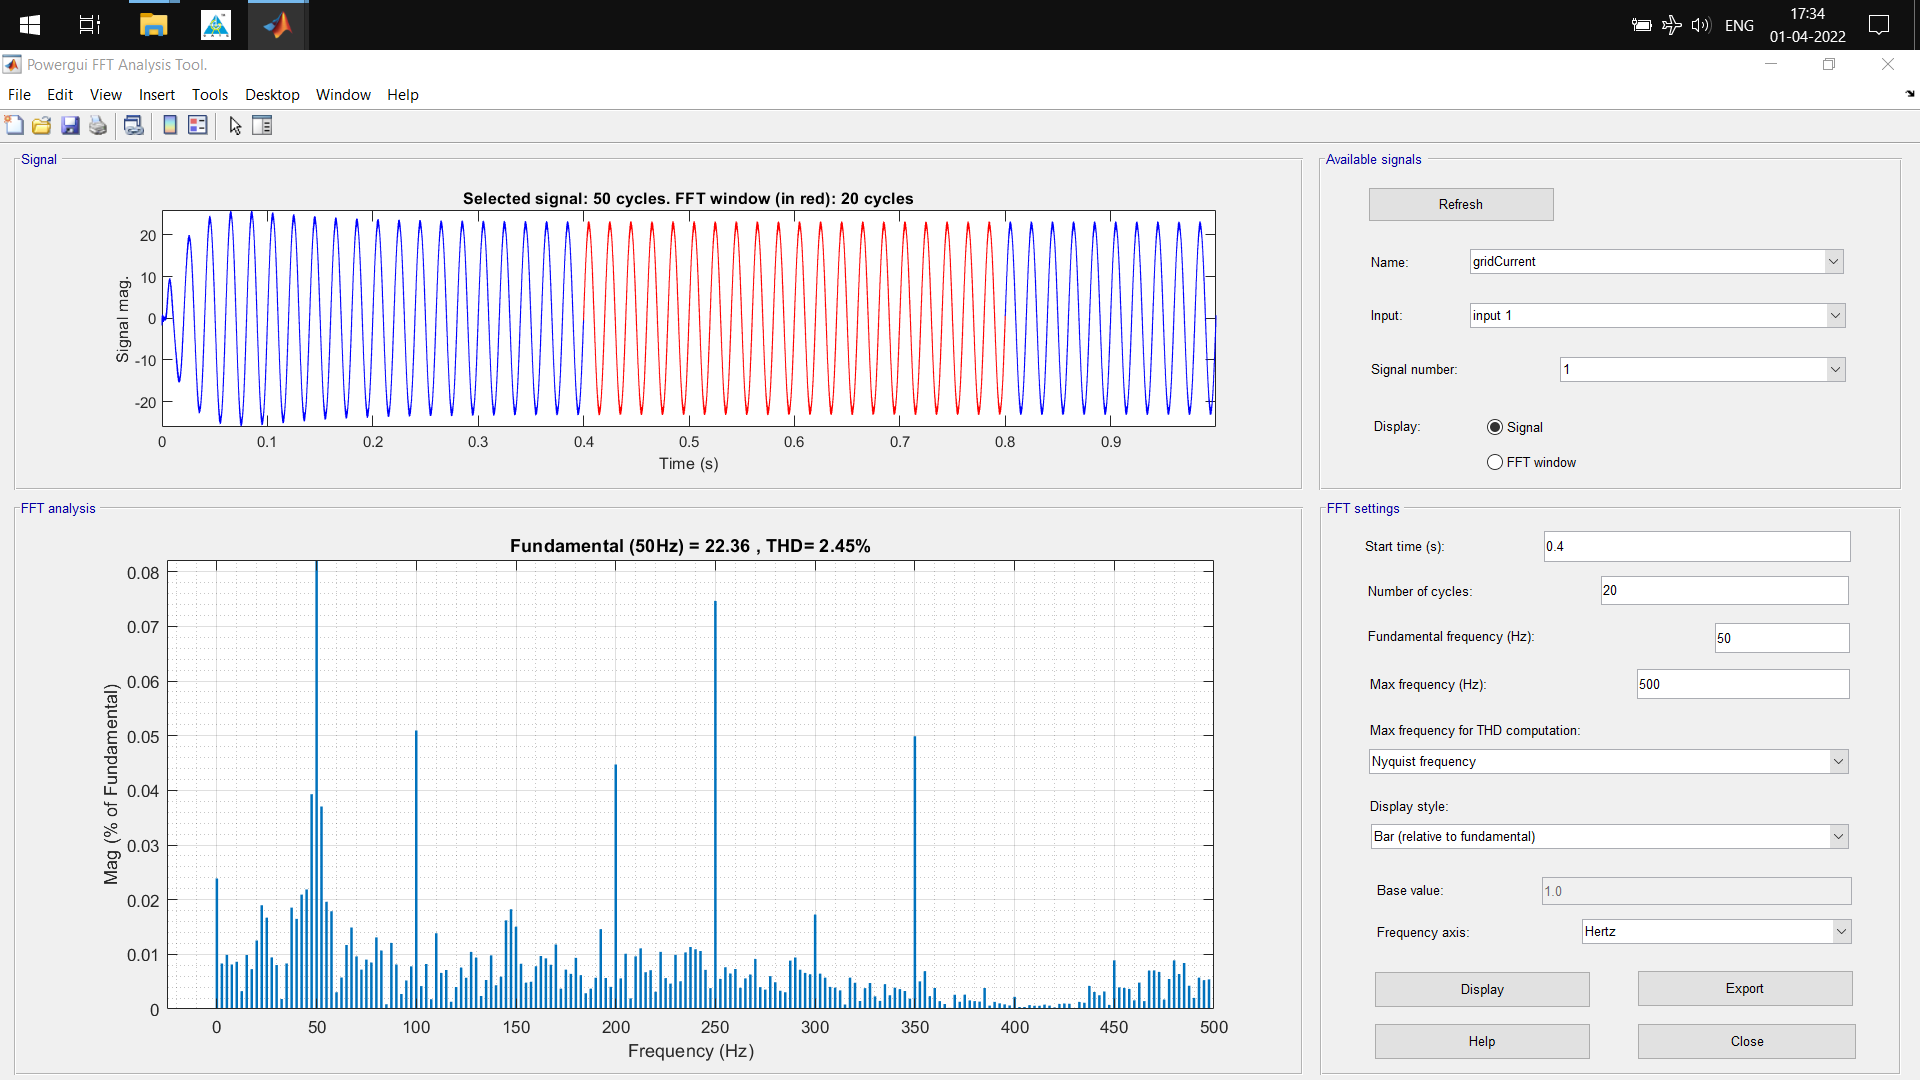 ENG
17:34
01-04-2022
Powergui FFT Analysis Tool.
File Edit View Insert Tools Desktop Window Help
Signal
Selected signal: 50 cycles. FFT window (in red): 20 cycles
20
10
0
-10
-20
Signal mag.
0 0.1 0.2 0.3 0.4 0.5 0.6 0.7 0.8 0.9
Time (s)
Available signals
Refresh
Name: gridCurrent
Input: input 1
Signal number: 1
Display: Signal
FFT window
FFT analysis
Fundamental (50Hz) = 22.36 , THD= 2.45%
0.08
0.07
0.06
0.05
0.04
0.03
0.02
0.01
0
Mag (% of Fundamental)
0 50 100 150 200 250 300 350 400 450 500
Frequency (Hz)
FFT settings
Start time (s): 0.4
Number of cycles: 20
Fundamental frequency (Hz): 50
Max frequency (Hz): 500
Max frequency for THD computation:
Nyquist frequency
Display style:
Bar (relative to fundamental)
Base value: 1.0
Frequency axis: Hertz
Display Export
Help Close